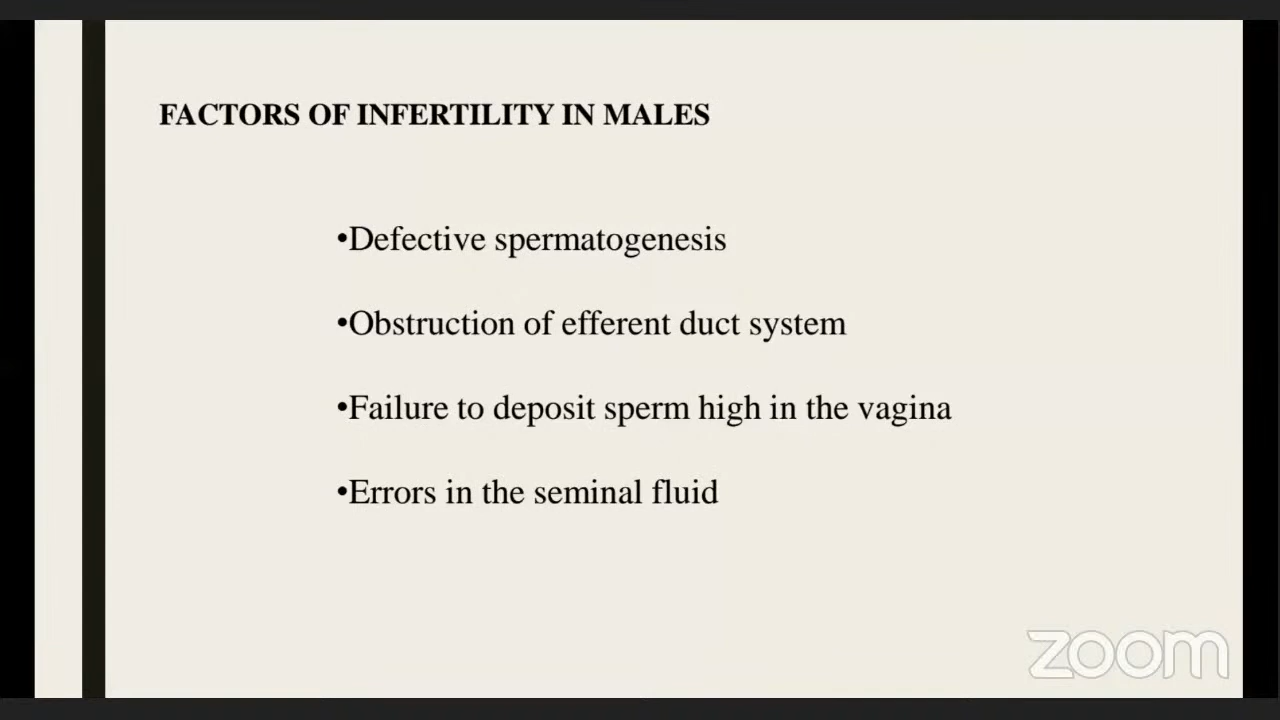 FACTORS OF INFERTILITY IN MALES
•Defective spermatogenesis
•Obstruction of efferent duct system
•Failure to deposit sperm high in the vagina
•Errors in the seminal fluid
zoom